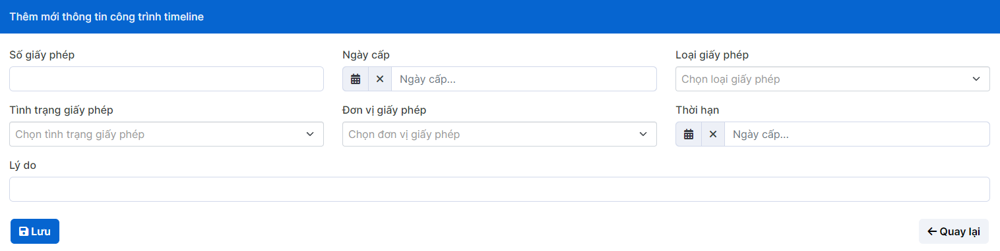 Thêm mới thông tin công trình timeline
Số giấy phép
Ngày cấp
Loại giấy phép
Ngày cấp...
Chọn loại giấy phép
Tình trạng giấy phép
Đơn vị giấy phép
Thời hạn
Chọn tình trạng giấy phép
Chọn đơn vị giấy phép
Ngày cấp...
Lý do
Lưu
Quay lại